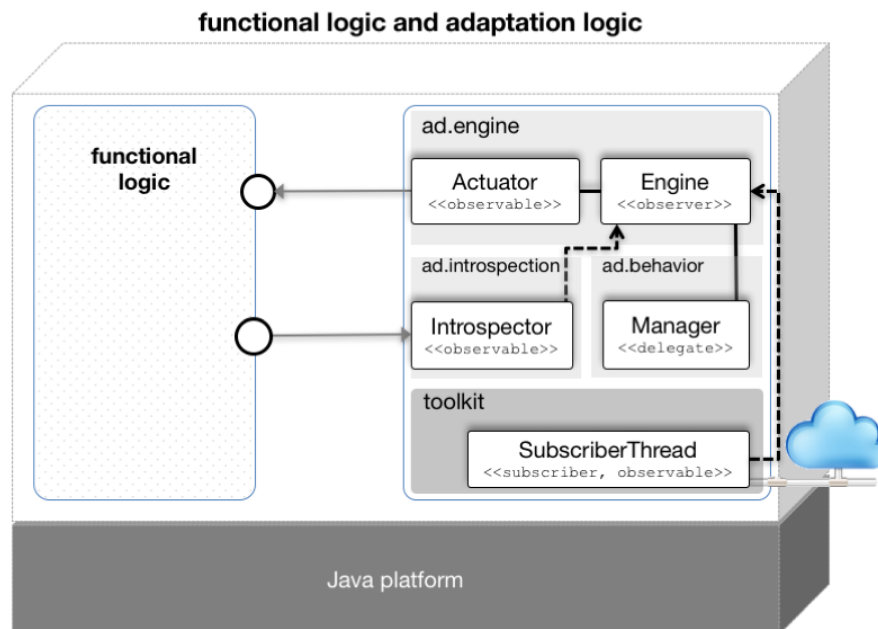 functional logic and adaptation logic
functional
logic
ad.engine
Actuator
<<observable>>
Engine
<<observer>>
ad.introspection
ad.behavior
Introspector
<<observable>>
Manager
<<delegate>>
toolkit
SubscriberThread
<<subscriber, observable>>
Java platform